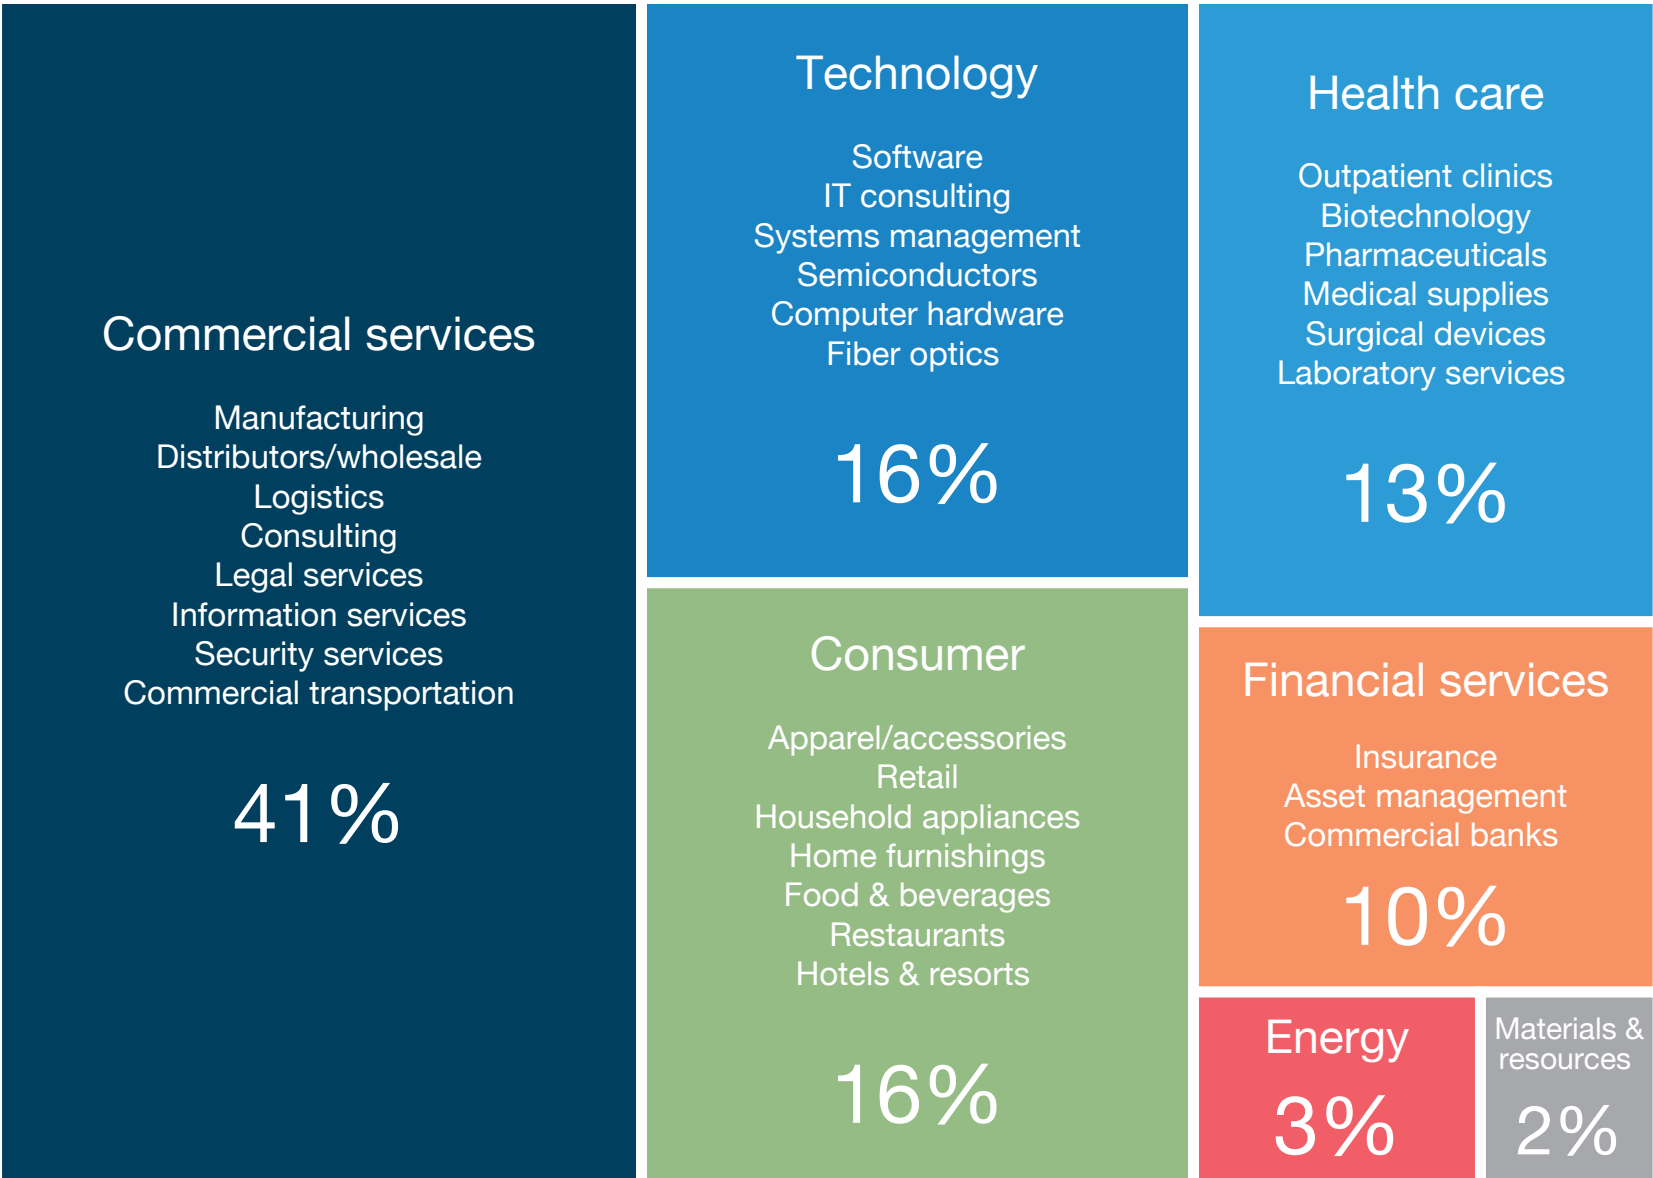 Commercial services
Manufacturing
Distributors/wholesale
Logistics
Consulting
Legal services
Information services
Security services
Commercial transportation
41%
Technology
Software
IT consulting
Systems management
Semiconductors
Computer hardware
Fiber optics
16%
Consumer
Apparel/accessories
Retail
Household appliances
Home furnishings
Food & beverages
Restaurants
Hotels & resorts
16%
Health care
Outpatient clinics
Biotechnology
Pharmaceuticals
Medical supplies
Surgical devices
Laboratory services
13%
Financial services
Insurance
Asset management
Commercial banks
10%
Energy
3%
Materials &
resources
2%